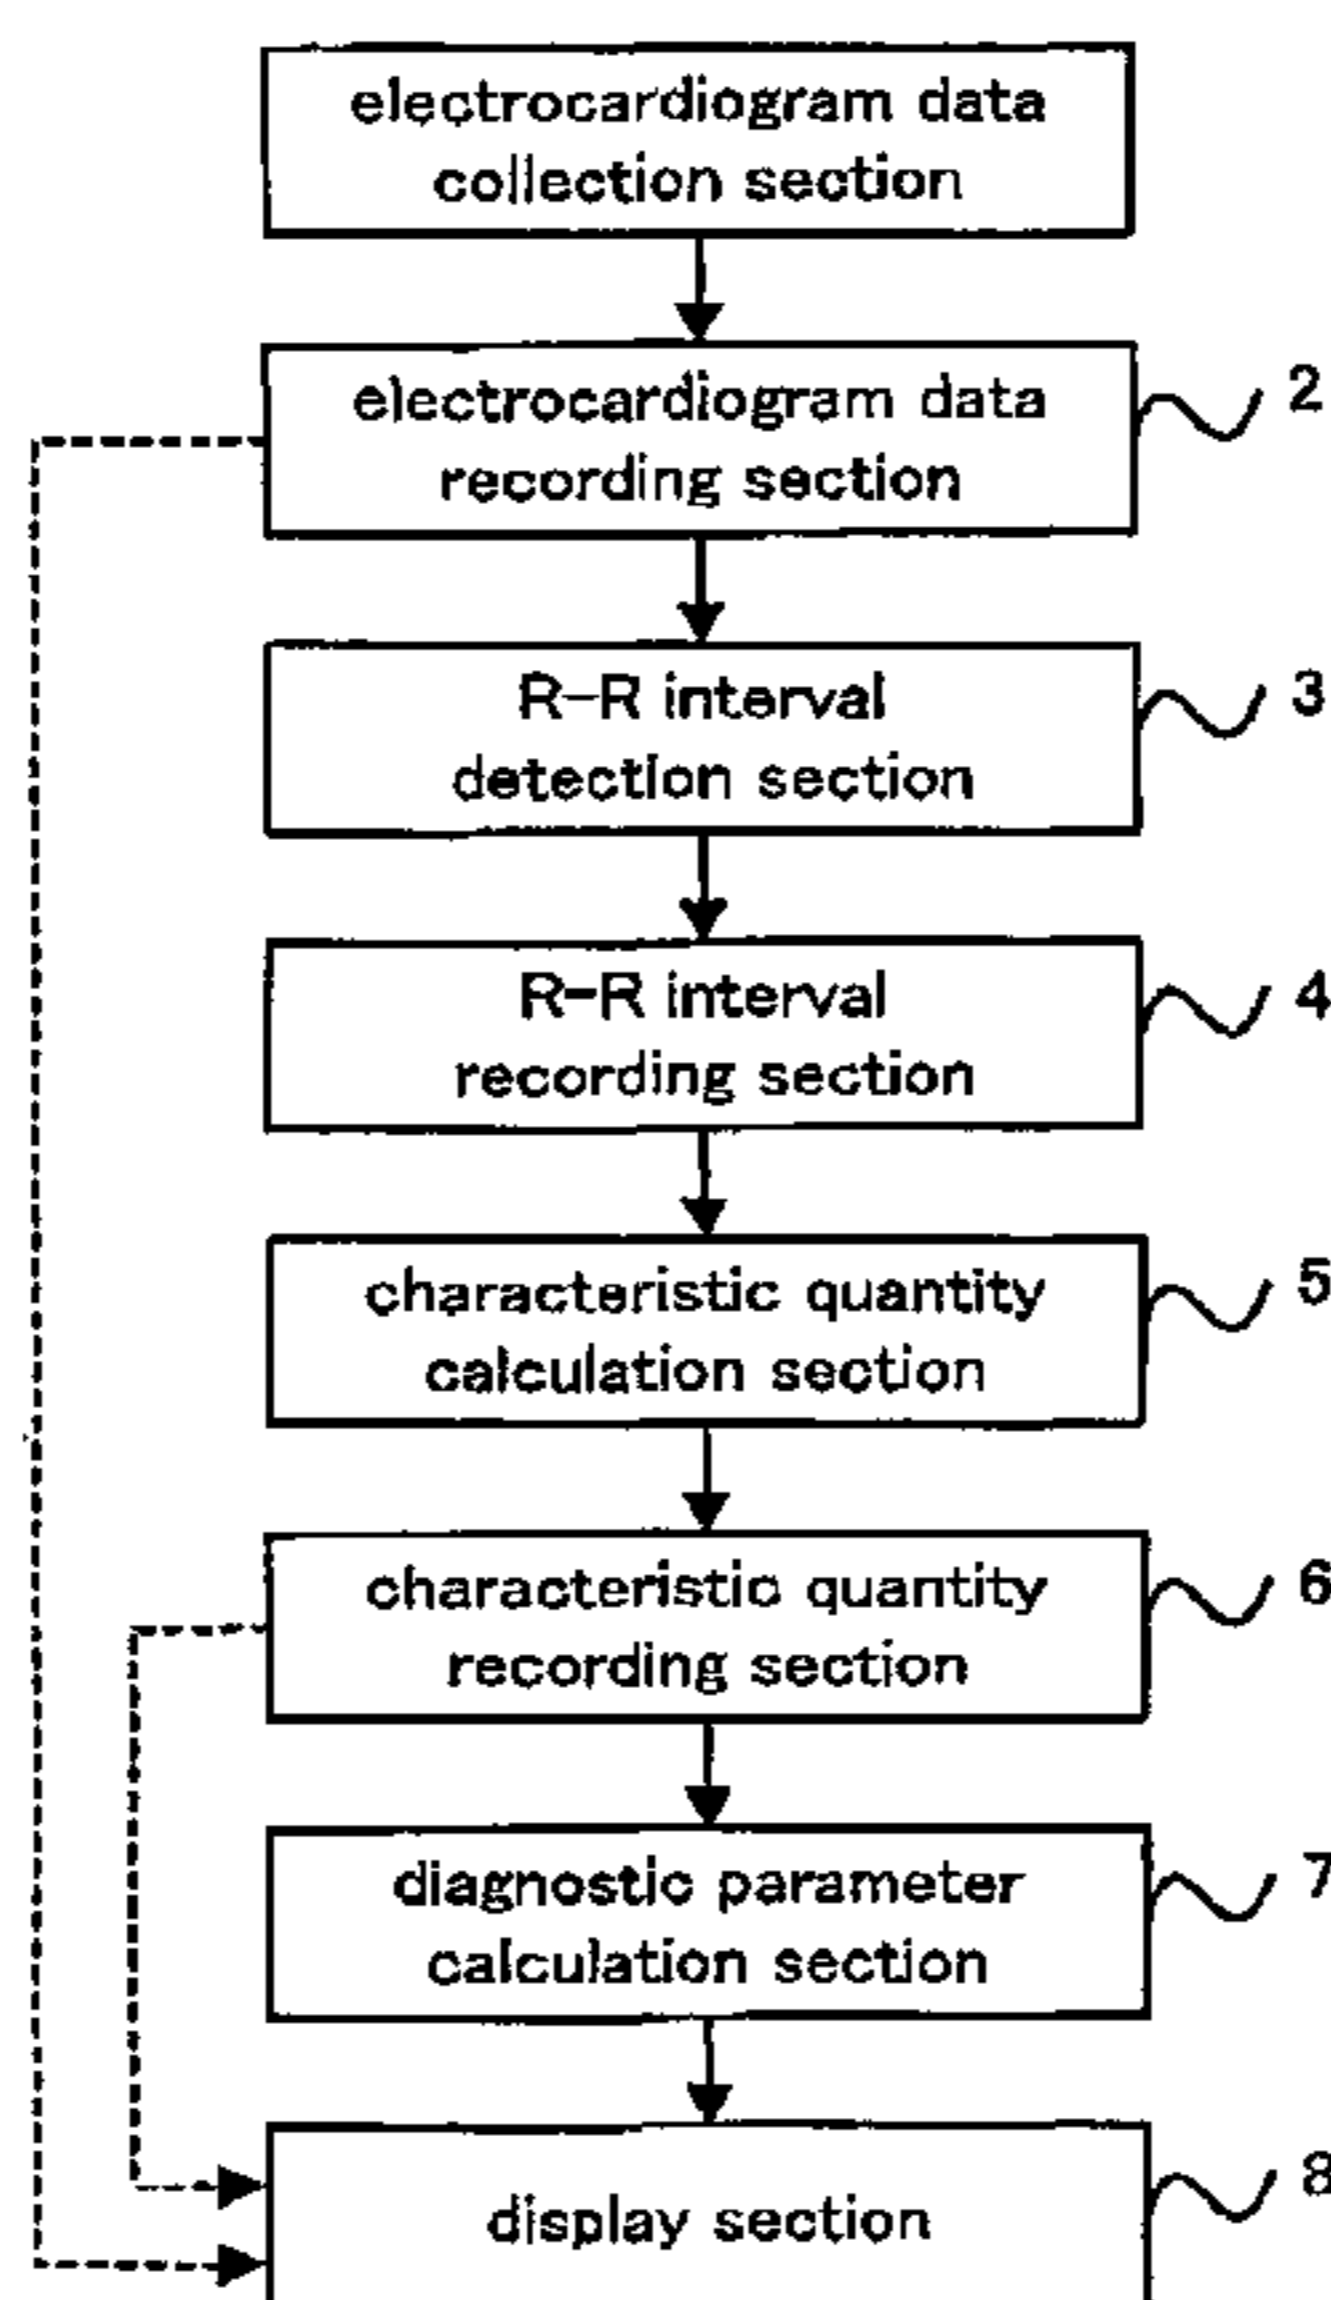 electrocardiogram data
collection section
electrocardiogram data
recording section
2
R-R interval
detection section
3
R-R interval
recording section
4
characteristic quantity
calculation section
5
characteristic quantity
recording section
6
diagnostic parameter
calculation section
7
display section
8